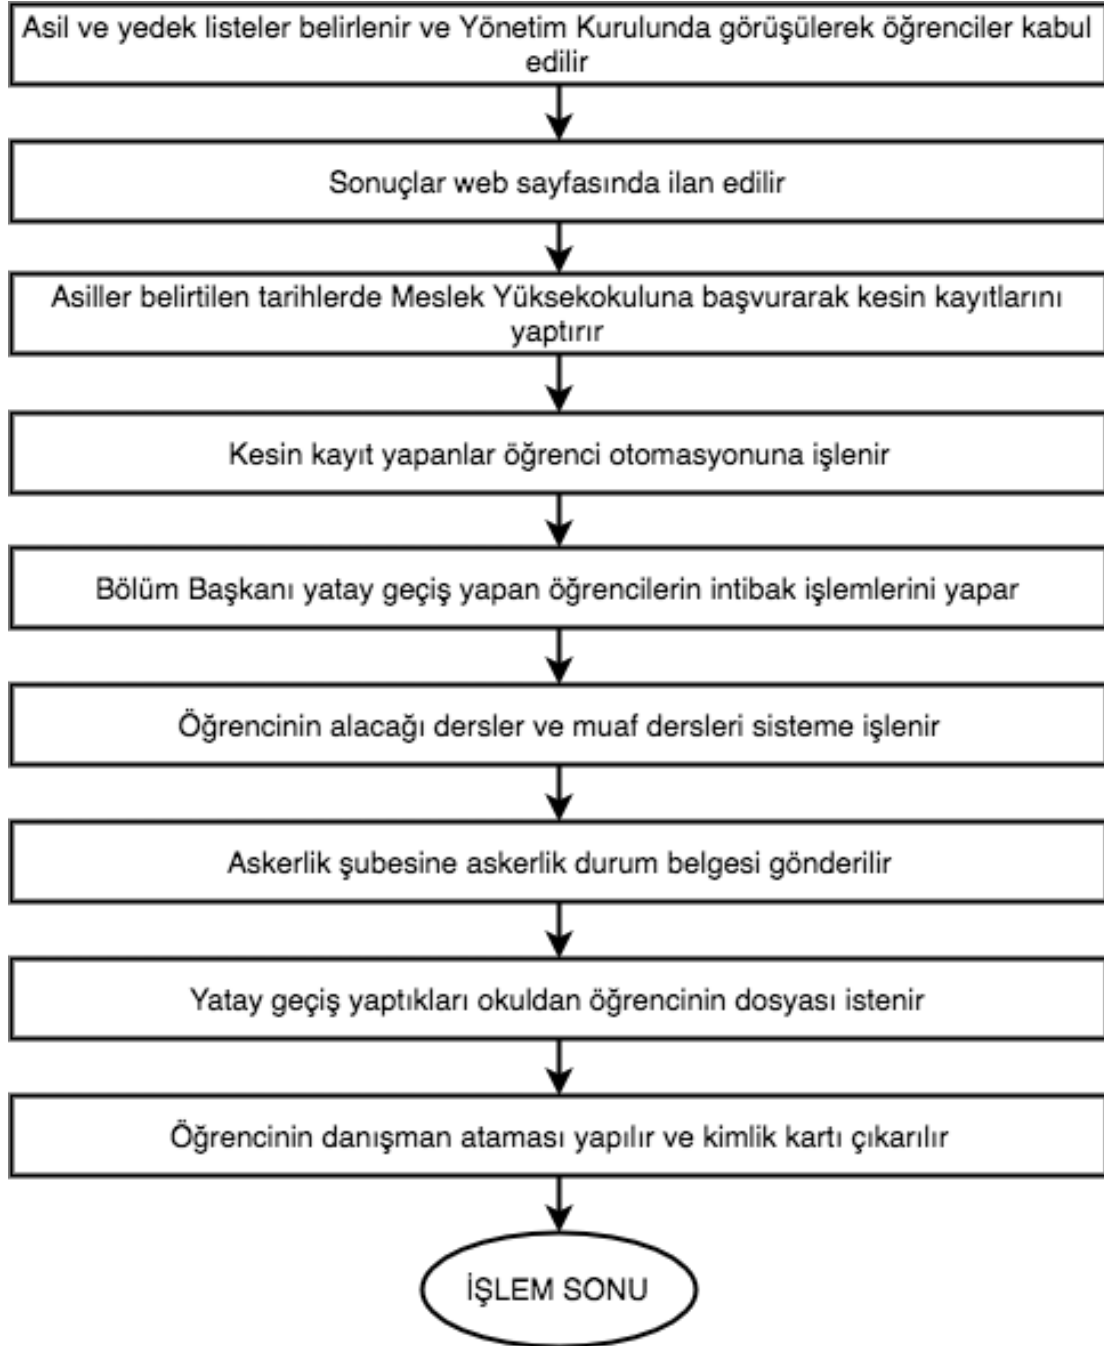 Asil ve yedek listeler belirlenir ve Yönetim Kurulunda görüşülerek öğrenciler kabul
edilir
Sonuçlar web sayfasında ilan edilir
Asiller belirtilen tarihlerde Meslek Yüksekokuluna başvurarak kesin kayıtlarını
yaptırır
Kesin kayıt yapanlar öğrenci otomasyonuna işlenir
Bölüm Başkanı yatay geçiş yapan öğrencilerin intibak işlemlerini yapar
Öğrencinin alacağı dersler ve muaf dersleri sisteme işlenir
Askerlik şubesine askerlik durum belgesi gönderilir
Yatay geçiş yaptıkları okuldan öğrencinin dosyası istenir
Öğrencinin danışman ataması yapılır ve kimlik kartı çıkarılır
İŞLEM SONU